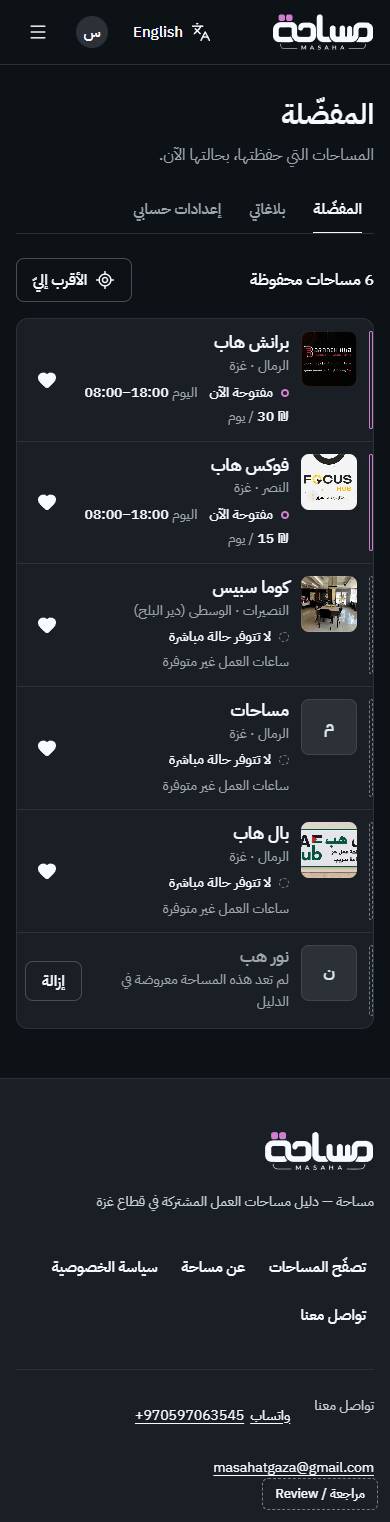 مساحة
MASAHA
English
س
المفضّلة
المساحات التي حفظتها، بحالتها الآن.
المفضّلة
بلاغاتي
إعدادات حسابي
6 مساحات محفوظة
الأقرب إليّ
برانش هاب
الرمال · غزة
مفتوحة الآن اليوم 08:00–18:00
₪ 30 / يوم
FOCUS
HUB
فوكس هاب
النصر · غزة
مفتوحة الآن اليوم 08:00–18:00
₪ 15 / يوم
كوما سبيس
النصيرات · الوسطى (دير البلح)
لا تتوفر حالة مباشرة
ساعات العمل غير متوفرة
م
مساحات
الرمال · غزة
لا تتوفر حالة مباشرة
ساعات العمل غير متوفرة
هب
ub
بال هاب
الرمال · غزة
لا تتوفر حالة مباشرة
ساعات العمل غير متوفرة
ن
نور هب
لم تعد هذه المساحة معروضة في
الدليل
إزالة
مساحة
MASAHA
مساحة — دليل مساحات العمل المشتركة في قطاع غزة
تصفّح المساحات
عن مساحة
سياسة الخصوصية
تواصل معنا
تواصل معنا
واتساب +970597063545
masahatgaza@gmail.com
مراجعة / Review